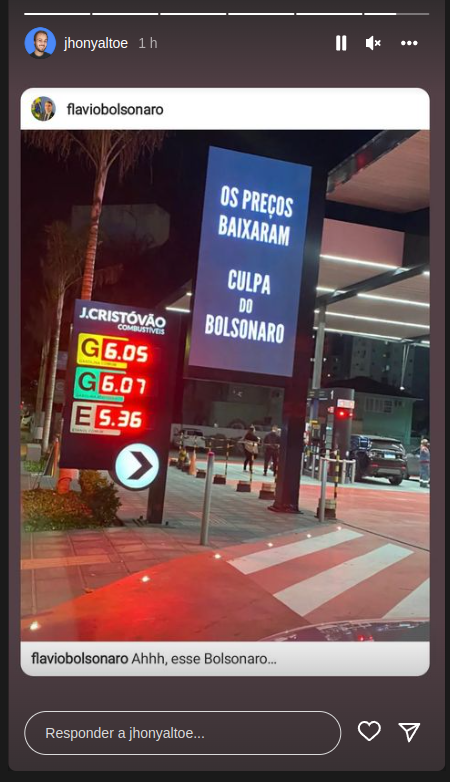 jhonyaltoe 1 h
flaviobolsonaro
OS PREÇOS
BAIXARAM
CULPA
DO
BOLSONARO
J.CRISTÓVÃO
COMBUSTÍVEIS
G 6.05
G 6.07
E 5.36
flaviobolsonaro Ahhh, esse Bolsonaro...
Responder a jhonyaltoe...